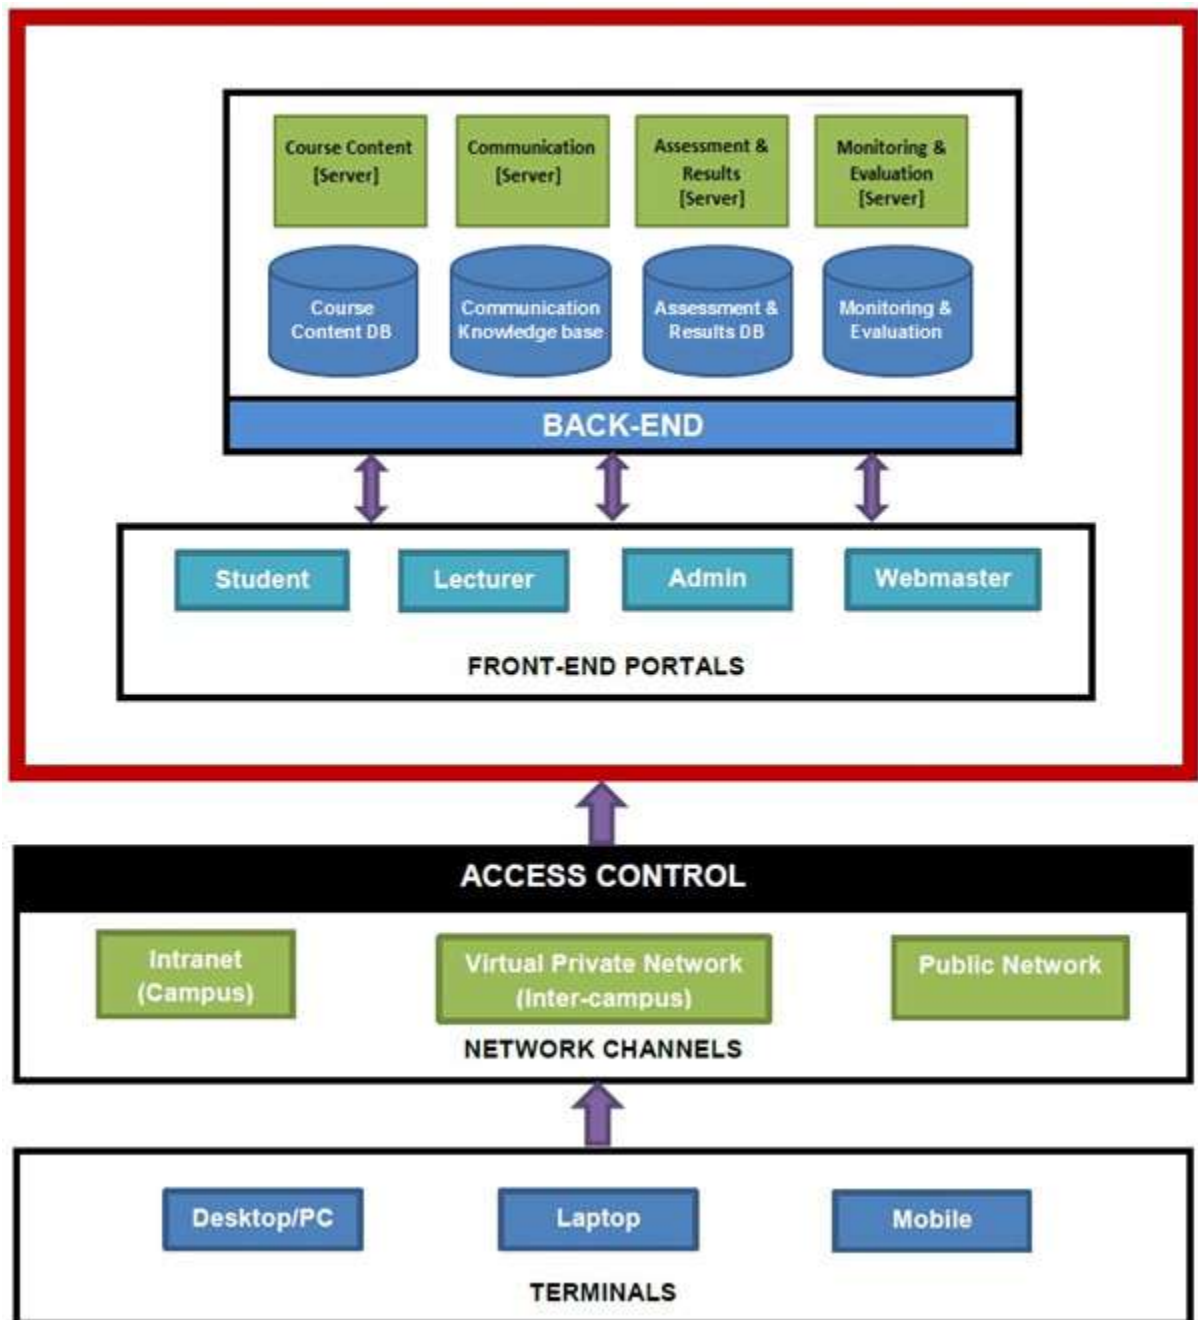 Course Content
[Server]
Communication
[Server]
Assessment &
Results
[Server]
Monitoring &
Evaluation
[Server]
Course
Content DB
Communication
Knowledge base
Assessment &
Results DB
Monitoring &
Evaluation
BACK-END
Student
Lecturer
Admin
Webmaster
FRONT-END PORTALS
ACCESS CONTROL
Intranet
(Campus)
Virtual Private Network
(Inter-campus)
Public Network
NETWORK CHANNELS
Desktop/PC
Laptop
Mobile
TERMINALS